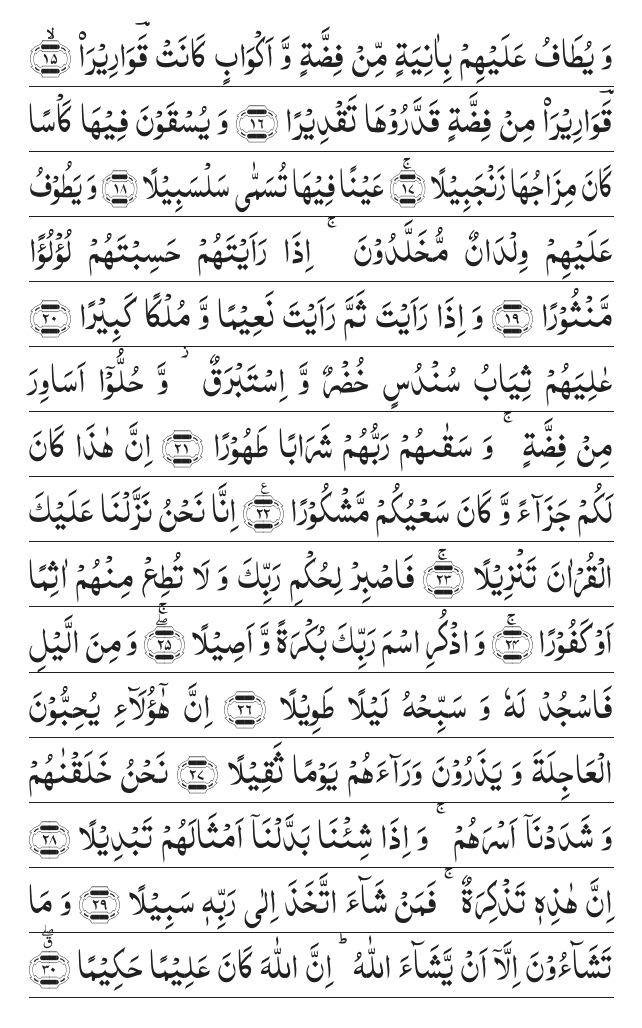 وَ یُطَافُ عَلَیْهِمْ بِاٰنِیَةٍ مِّنْ فِضَّةٍ وَّ اَكْوَابٍ كَانَتْ قَوَؔارِیْرَاۡ ﴿۱۵﴾ۙ
قَوَؔارِیْرَاۡ مِنْ فِضَّةٍ قَدَّرُوْهَا تَقْدِیْرًا ﴿۱۶﴾ وَ یُسْقَوْنَ فِیْهَا كَاْسًا
كَانَ مِزَاجُهَا زَنْجَبِیْلًا ﴿۱۷﴾ۚ عَیْنًا فِیْهَا تُسَمّٰی سَلْسَبِیْلًا ﴿۱۸﴾ وَ یَطُوْفُ
عَلَیْهِمْ وِلْدَانٌ مُّخَلَّدُوْنَ ۚ اِذَا رَاَیْتَهُمْ حَسِبْتَهُمْ لُؤْلُؤًا
مَّنْثُوْرًا ﴿۱۹﴾ وَ اِذَا رَاَیْتَ ثَمَّ رَاَیْتَ نَعِیْمًا وَّ مُلْكًا كَبِیْرًا ﴿۲۰﴾
عٰلِیَهُمْ ثِیَابُ سُنْدُسٍ خُضْرٌ وَّ اِسْتَبْرَقٌ ۫ وَّ حُلُّوْۤا اَسَاوِرَ
مِنْ فِضَّةٍ ۚ وَ سَقٰىهُمْ رَبُّهُمْ شَرَابًا طَهُوْرًا ﴿۲۱﴾ اِنَّ هٰذَا كَانَ
لَكُمْ جَزَآءً وَّ كَانَ سَعْیُكُمْ مَّشْكُوْرًا ﴿۲۲﴾ع اِنَّا نَحْنُ نَزَّلْنَا عَلَیْكَ
الْقُرْاٰنَ تَنْزِیْلًا ﴿۲۳﴾ۚ فَاصْبِرْ لِحُكْمِ رَبِّكَ وَ لَا تُطِعْ مِنْهُمْ اٰثِمًا
اَوْ كَفُوْرًا ﴿۲۴﴾ۚ وَ اذْكُرِ اسْمَ رَبِّكَ بُكْرَةً وَّ اَصِیْلًا ﴿۲۵﴾ۖۚ وَ مِنَ الَّیْلِ
فَاسْجُدْ لَهٗ وَ سَبِّحْهُ لَیْلًا طَوِیْلًا ﴿۲۶﴾ اِنَّ هٰۤؤُلَآءِ یُحِبُّوْنَ
الْعَاجِلَةَ وَ یَذَرُوْنَ وَرَآءَهُمْ یَوْمًا ثَقِیْلًا ﴿۲۷﴾ نَحْنُ خَلَقْنٰهُمْ
وَ شَدَدْنَاۤ اَسْرَهُمْ ۚ وَ اِذَا شِئْنَا بَدَّلْنَاۤ اَمْثَالَهُمْ تَبْدِیْلًا ﴿۲۸﴾
اِنَّ هٰذِهٖ تَذْكِرَةٌ ۚ فَمَنْ شَآءَ اتَّخَذَ اِلٰی رَبِّهٖ سَبِیْلًا ﴿۲۹﴾ وَ مَا
تَشَآءُوْنَ اِلَّاۤ اَنْ یَّشَآءَ اللّٰهُ ؕ اِنَّ اللّٰهَ كَانَ عَلِیْمًا حَكِیْمًا ﴿۳۰﴾ۖق